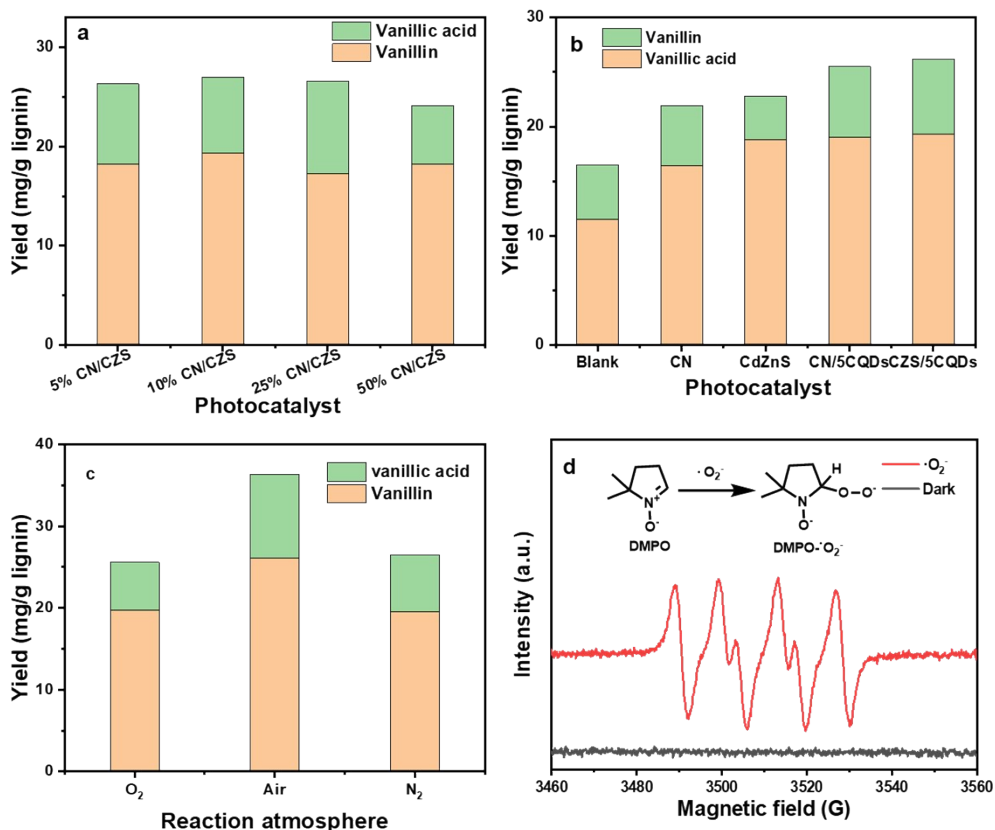 a
Vanillic acid
Vanillin
30
20
10
0
Yield (mg/g lignin)
5% CN/CZS
10% CN/CZS
25% CN/CZS
50% CN/CZS
Photocatalyst
b
Vanillin
Vanillic acid
30
20
10
0
Yield (mg/g lignin)
Blank
CN
CdZnS
CN/5CQDs
CZS/5CQDs
Photocatalyst
c
vanillic acid
Vanillin
40
30
20
10
0
Yield (mg/g lignin)
O₂
Air
N₂
Reaction atmosphere
d
·O₂⁻
Dark
·O₂⁻
N⁺
O⁻
DMPO
H
N
O⁻
O-O⁻
DMPO-·O₂⁻
Intensity (a.u.)
3460 3480 3500 3520 3540 3560
Magnetic field (G)